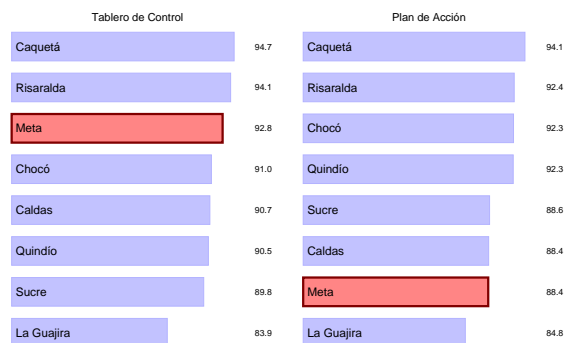 Tablero de Control
Caquetá 94.7
Risaralda 94.1
Meta 92.8
Chocó 91.0
Caldas 90.7
Quindío 90.5
Sucre 89.8
La Guajira 83.9
Plan de Acción
Caquetá 94.1
Risaralda 92.4
Chocó 92.3
Quindío 92.3
Sucre 88.6
Caldas 88.4
Meta 88.4
La Guajira 84.8